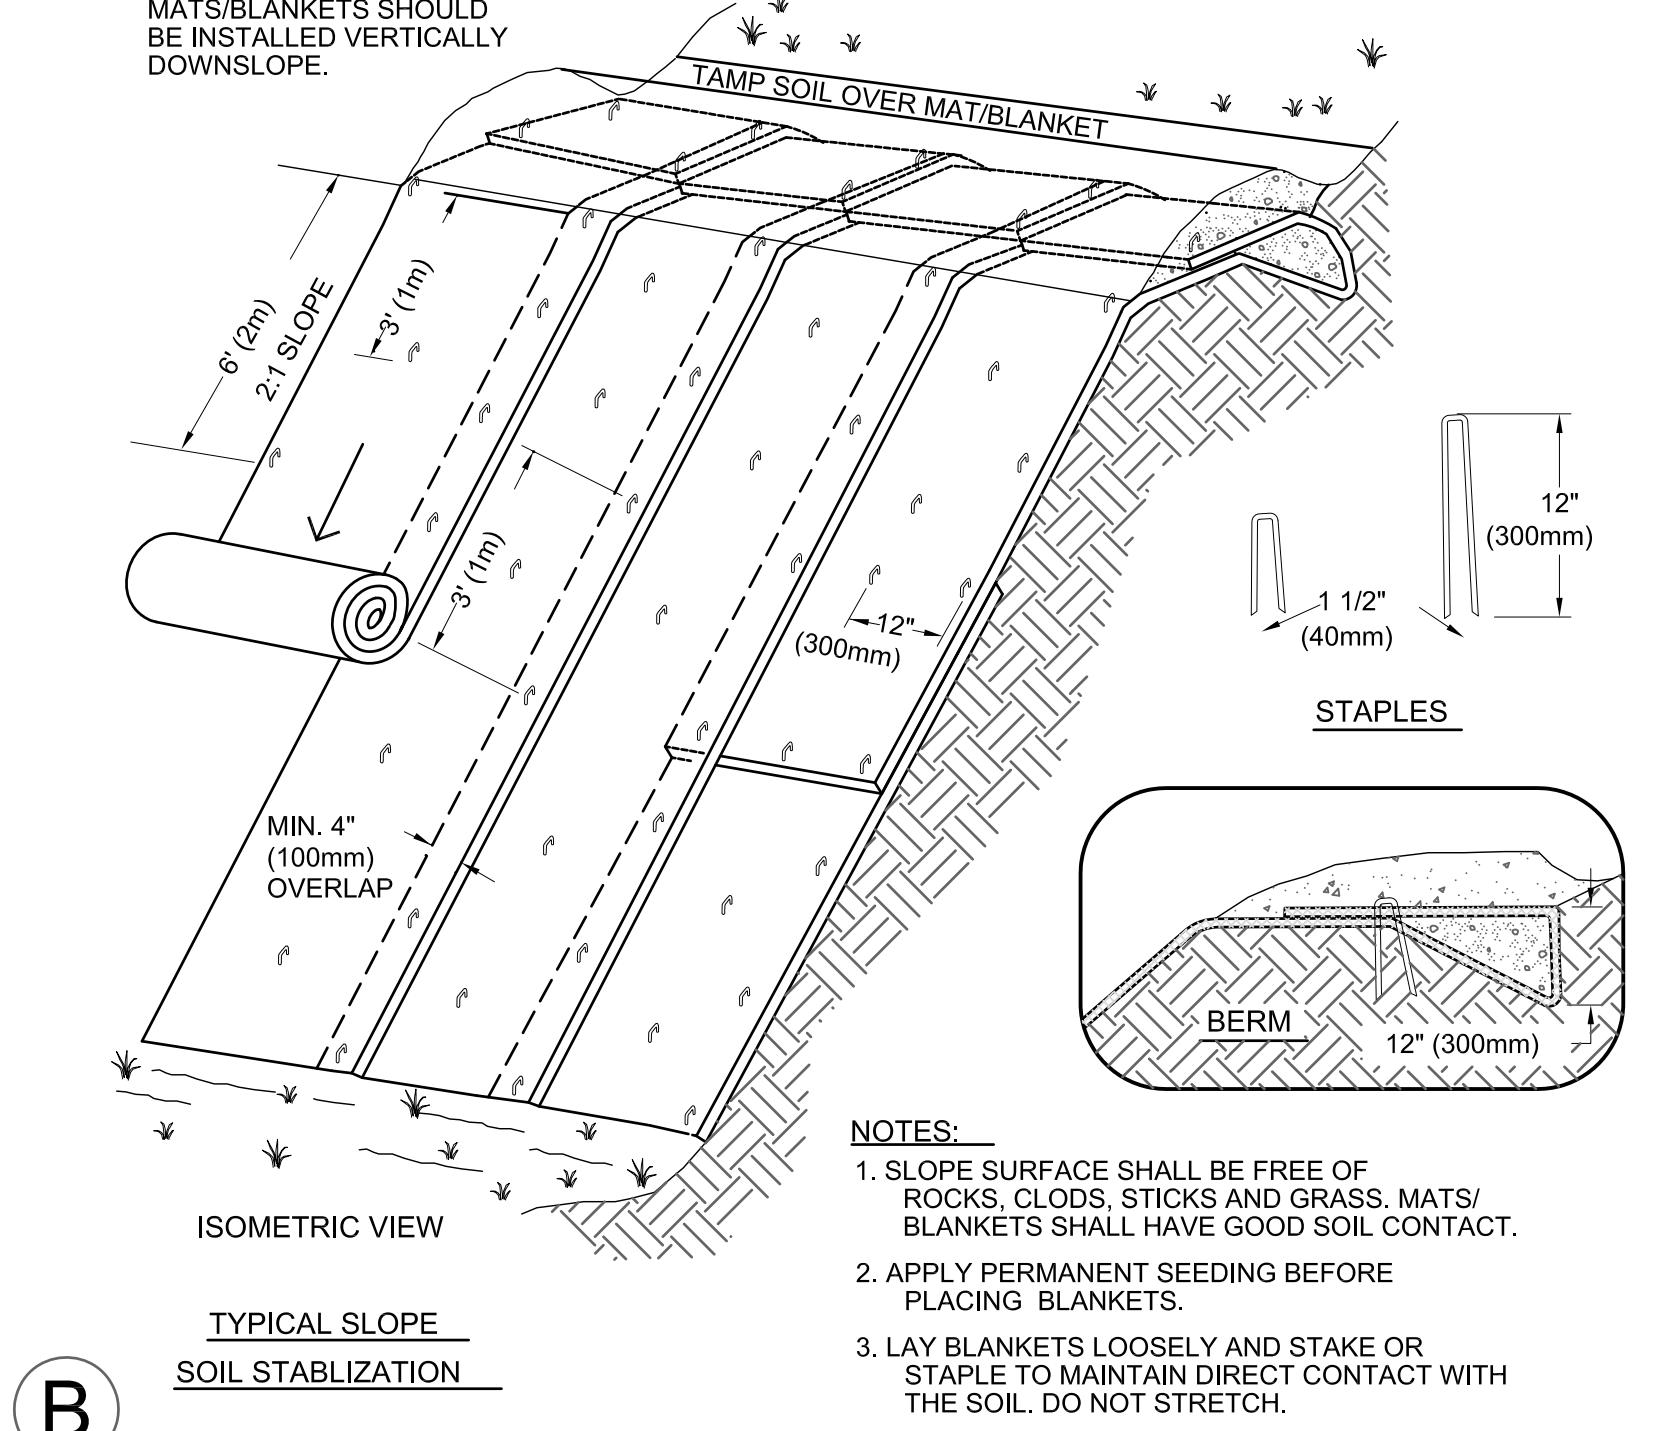 MATS/BLANKETS SHOULD
BE INSTALLED VERTICALLY
DOWNSLOPE.
TAMP SOIL OVER MAT/BLANKET
6' (2m)
2:1 SLOPE
3' (1m)
3' (1m)
12"
(300mm)
MIN. 4"
(100mm)
OVERLAP
12"
(300mm)
1 1/2"
(40mm)
STAPLES
BERM
12" (300mm)
ISOMETRIC VIEW
TYPICAL SLOPE
SOIL STABLIZATION
B
NOTES:
1. SLOPE SURFACE SHALL BE FREE OF
ROCKS, CLODS, STICKS AND GRASS. MATS/
BLANKETS SHALL HAVE GOOD SOIL CONTACT.
2. APPLY PERMANENT SEEDING BEFORE
PLACING BLANKETS.
3. LAY BLANKETS LOOSELY AND STAKE OR
STAPLE TO MAINTAIN DIRECT CONTACT WITH
THE SOIL. DO NOT STRETCH.